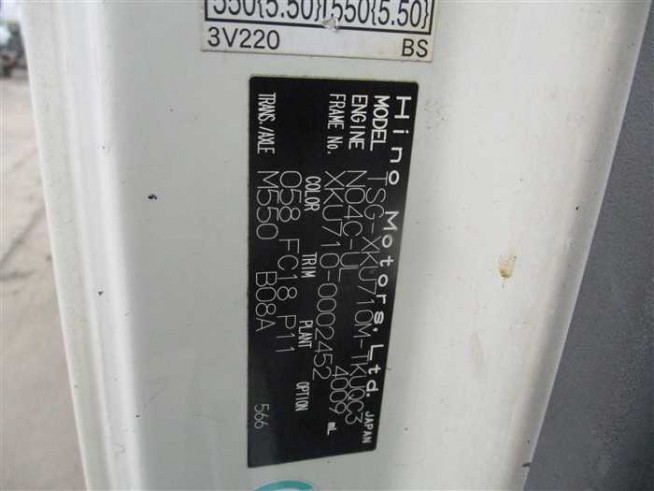 550{5.50} 550{5.50}
3V220 BS
Hino Motors, Ltd. JAPAN
MODEL TSG-XKU710M-TKUQC3
ENGINE N04C-UL 4009 mL
FRAME No. XKU710-0002452
COLOR TRIM PLANT OPTION
058 FC18 P11
TRANS./AXLE M550 B08A
566